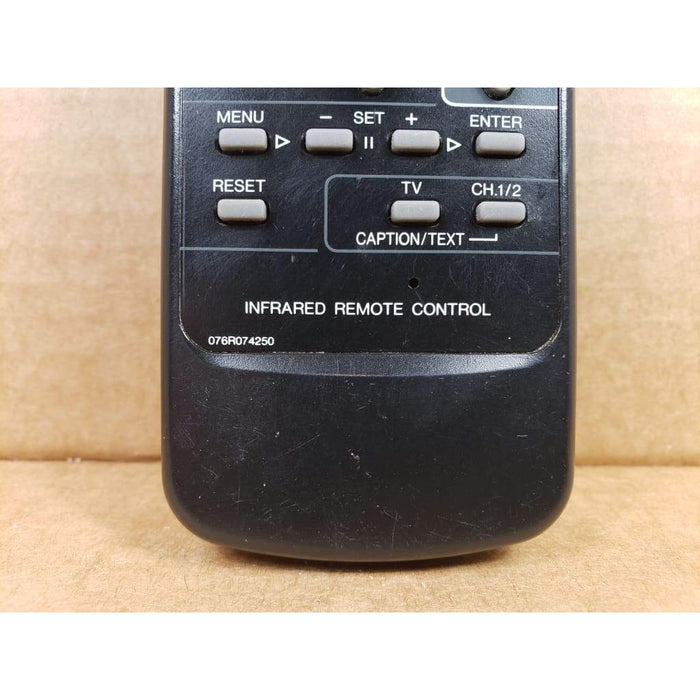 MENU - SET + ENTER
RESET TV CH.1/2
CAPTION/TEXT
INFRARED REMOTE CONTROL
076R074250